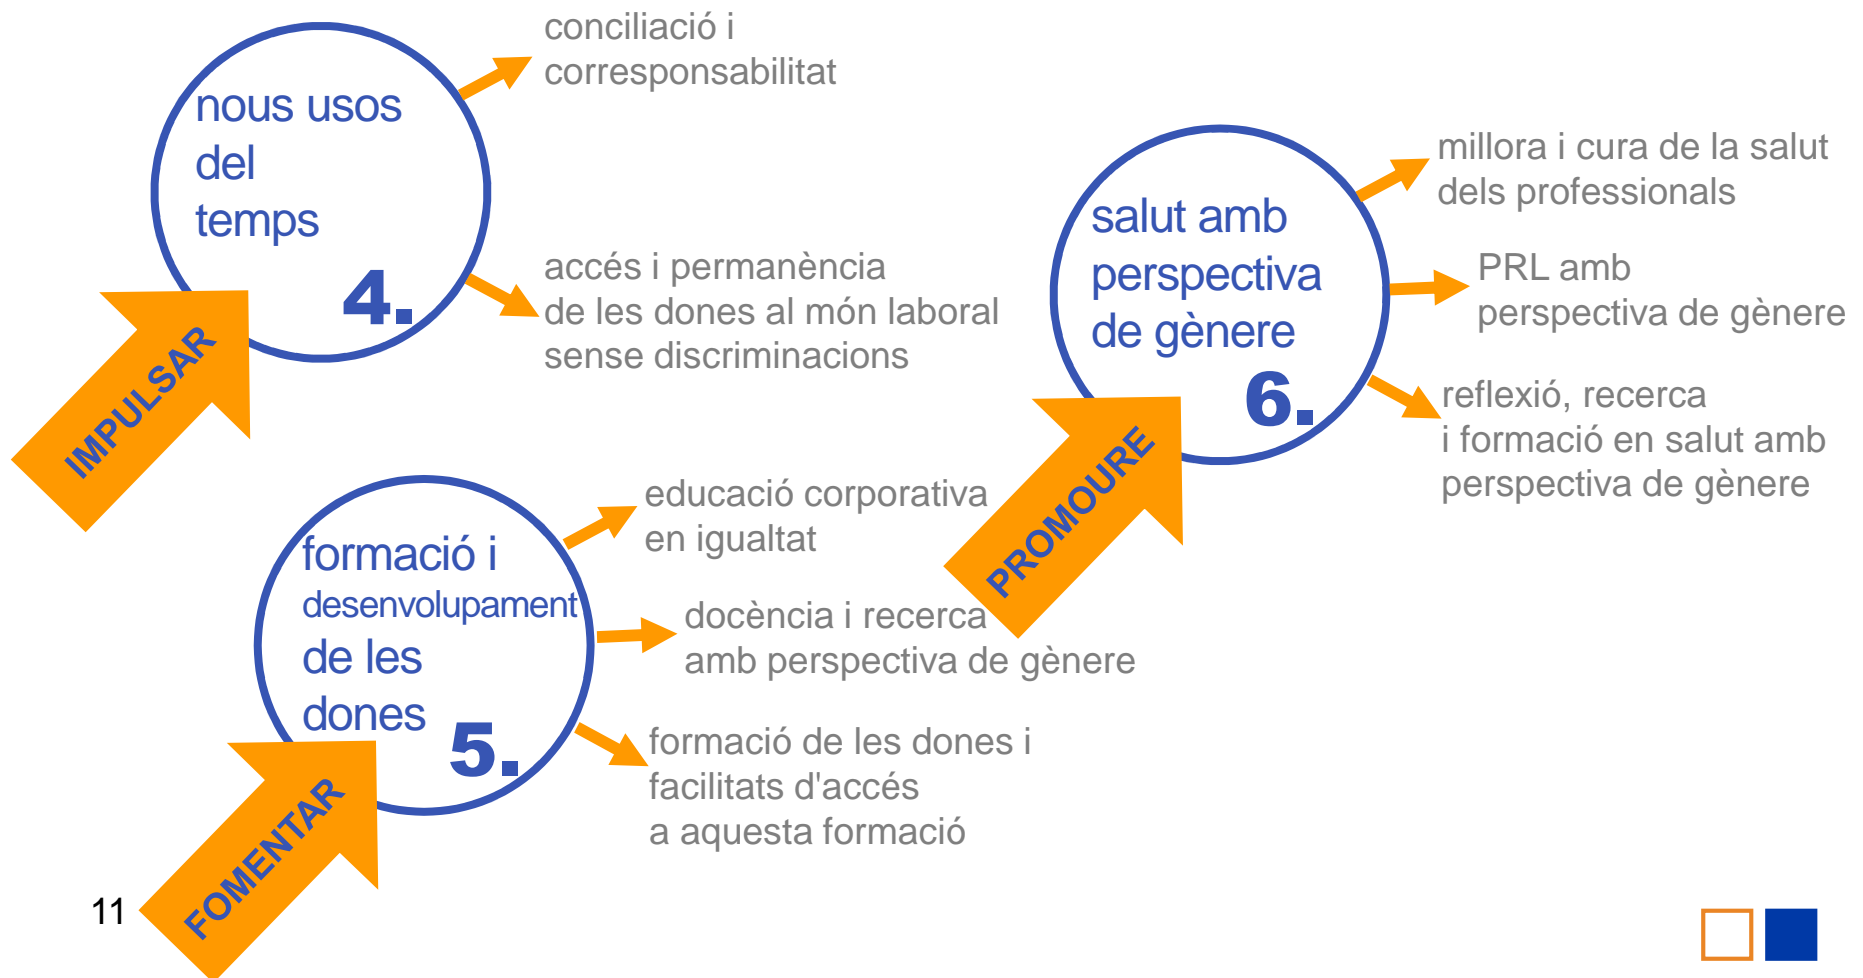 nous usos
del
temps
4.
IMPULSAR
conciliació i
corresponsabilitat
accés i permanència
de les dones al món laboral
sense discriminacions
formació i
desenvolupament
de les
dones
5.
FOMENTAR
educació corporativa
en igualtat
docència i recerca
amb perspectiva de gènere
formació de les dones i
facilitats d'accés
a aquesta formació
salut amb
perspectiva
de gènere
6.
PROMOURE
millora i cura de la salut
dels professionals
PRL amb
perspectiva de gènere
reflexió, recerca
i formació en salut amb
perspectiva de gènere
11